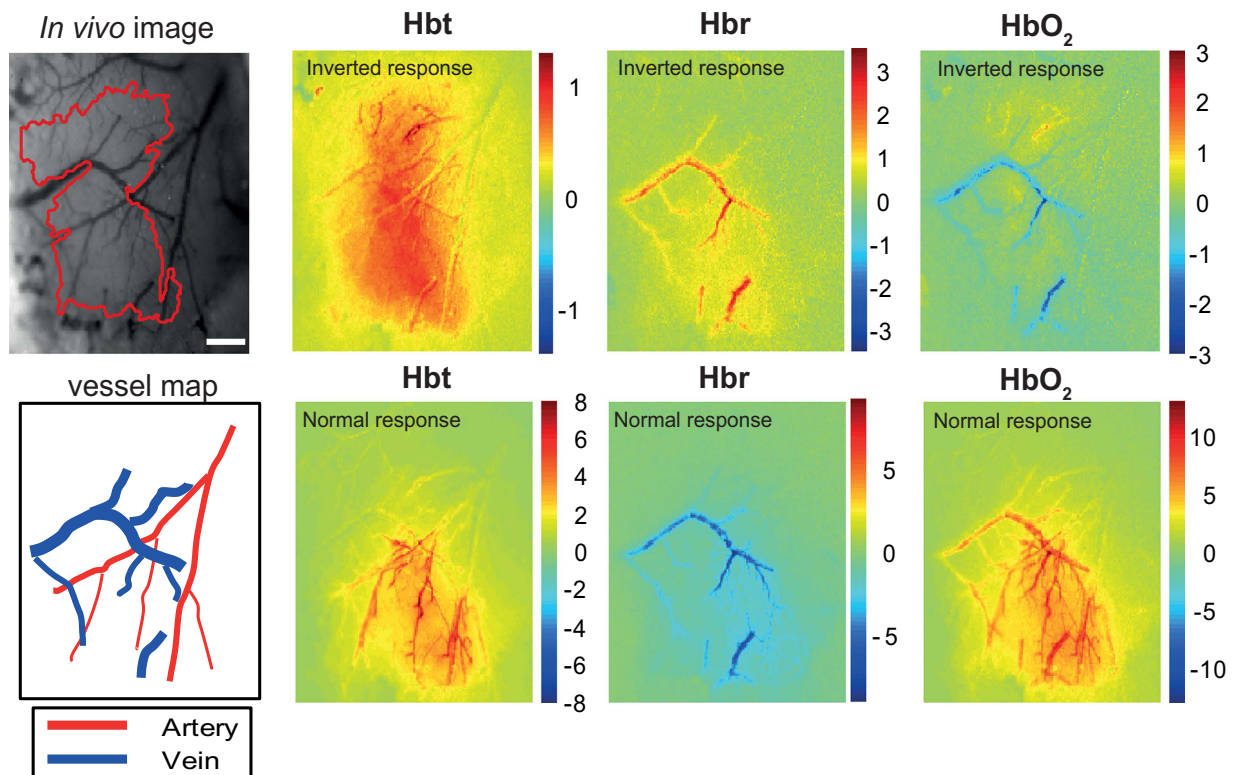 In vivo image
Hbt
Hbr
HbO2
Inverted response
Inverted response
Inverted response
1
0
-1
3
2
1
0
-1
-2
-3
3
2
1
0
-1
-2
-3
vessel map
Hbt
Hbr
HbO2
Normal response
Normal response
Normal response
8
6
4
2
0
-2
-4
-6
-8
5
0
- 5
10
5
0
-5
-10
Artery
Vein